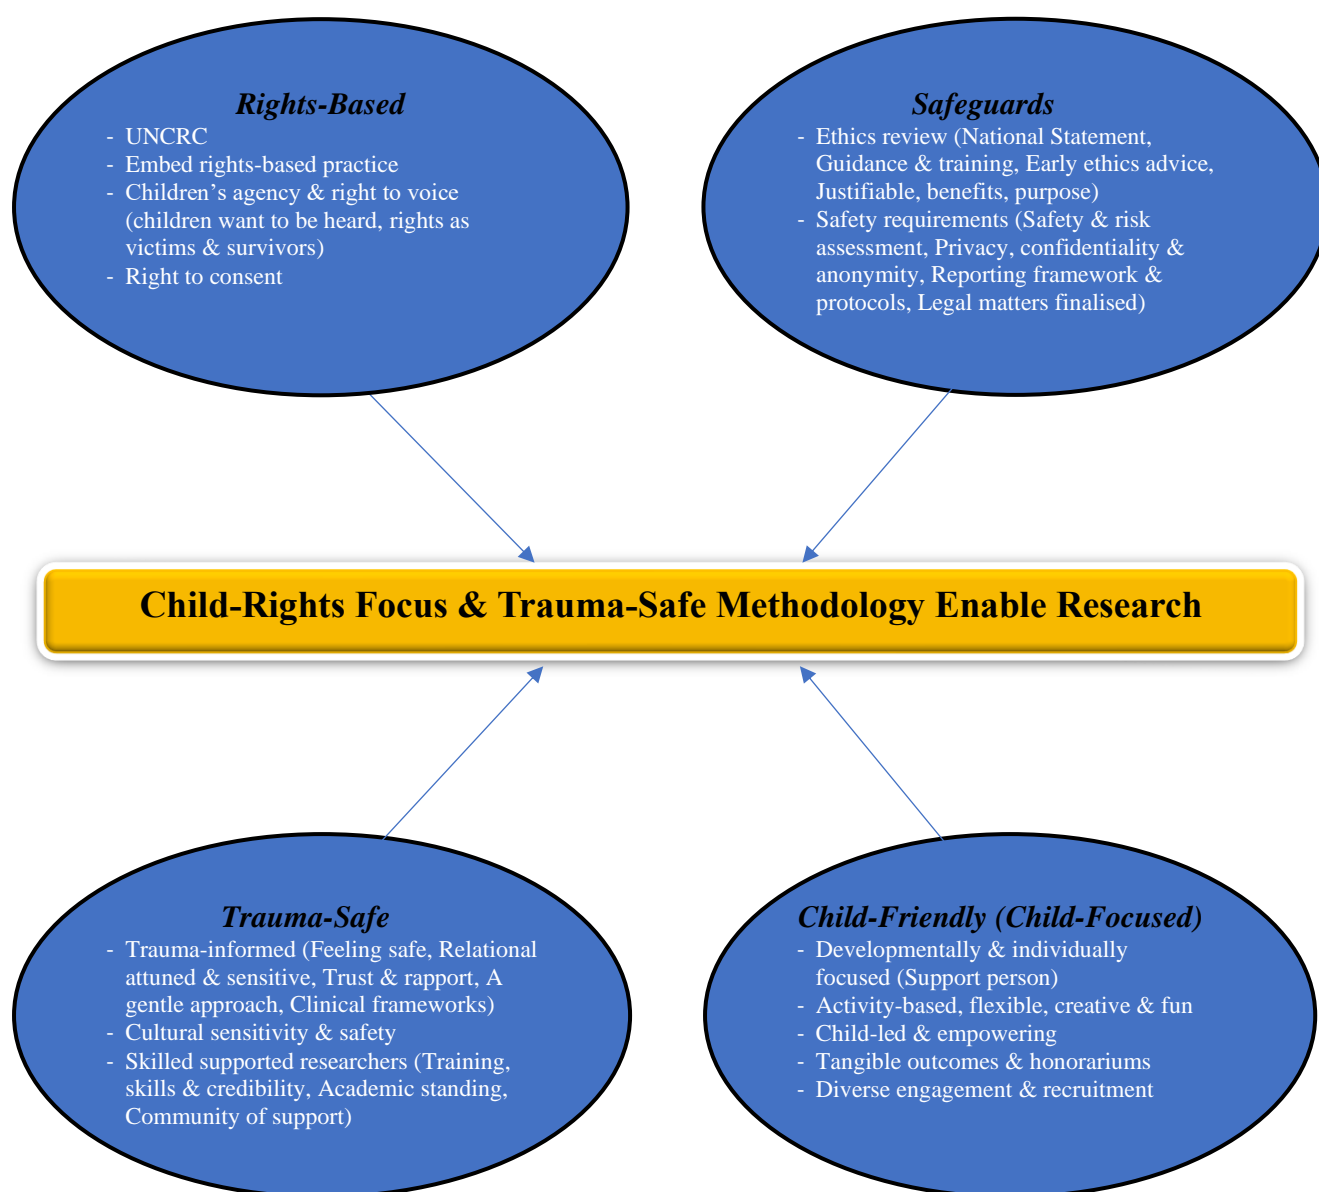 Rights-Based
- UNCRC
- Embed rights-based practice
- Children’s agency & right to voice
(children want to be heard, rights as
victims & survivors)
- Right to consent
Safeguards
- Ethics review (National Statement,
Guidance & training, Early ethics advice,
Justifiable, benefits, purpose)
- Safety requirements (Safety & risk
assessment, Privacy, confidentiality &
anonymity, Reporting framework &
protocols, Legal matters finalised)
Child-Rights Focus & Trauma-Safe Methodology Enable Research
Trauma-Safe
- Trauma-informed (Feeling safe, Relational
attuned & sensitive, Trust & rapport, A
gentle approach, Clinical frameworks)
- Cultural sensitivity & safety
- Skilled supported researchers (Training,
skills & credibility, Academic standing,
Community of support)
Child-Friendly (Child-Focused)
- Developmentally & individually
focused (Support person)
- Activity-based, flexible, creative & fun
- Child-led & empowering
- Tangible outcomes & honorariums
- Diverse engagement & recruitment